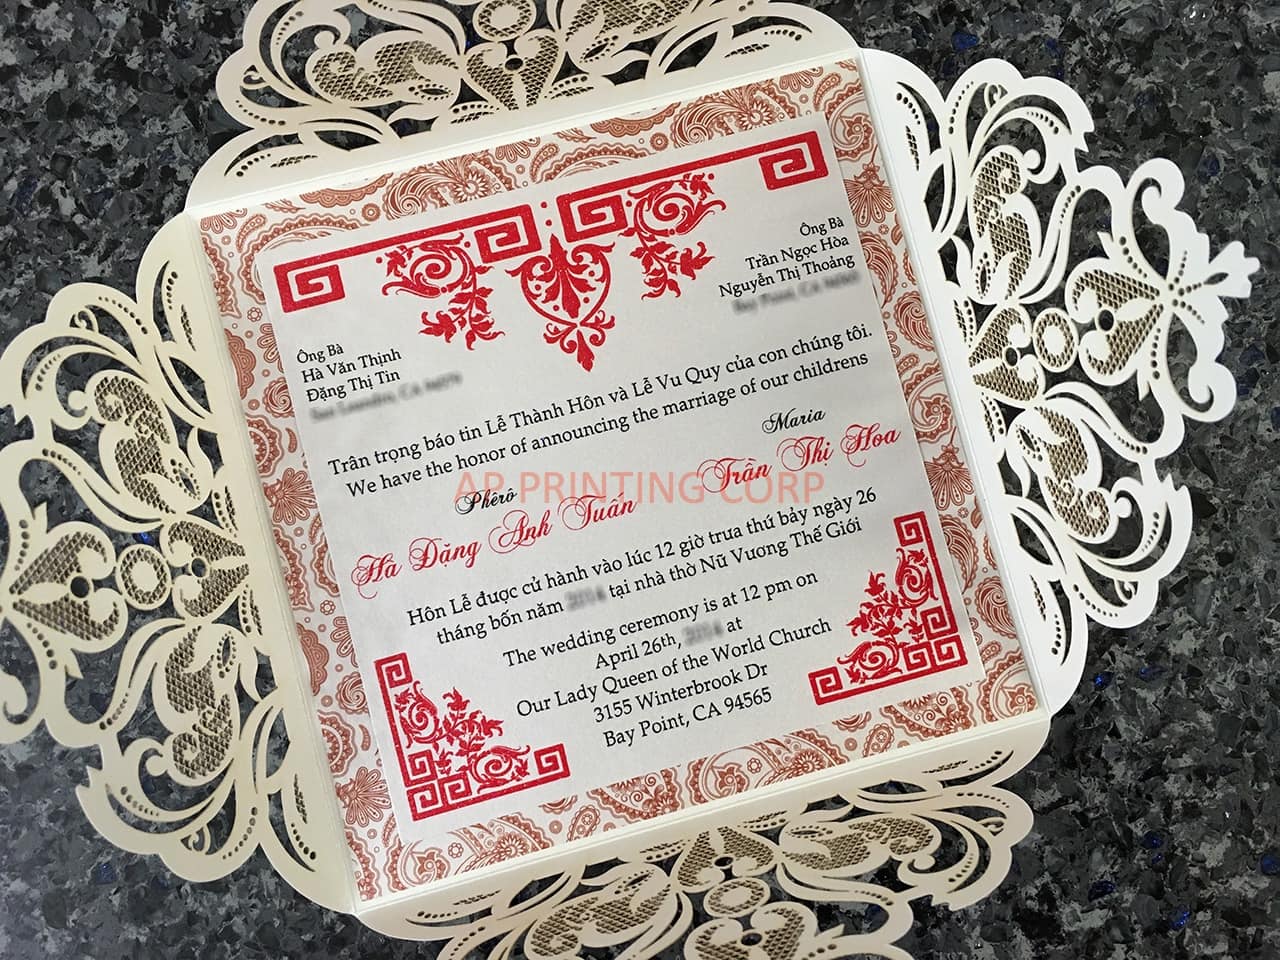 Ông Bà
Hà Văn Thịnh
Đặng Thị Tin
Ông Bà
Trần Ngọc Hòa
Nguyễn Thị Thoảng
Trân trọng báo tin Lễ Thành Hôn và Lễ Vu Quy của con chúng tôi.
We have the honor of announcing the marriage of our childrens
Phêrô
Hà Đặng Anh Tuấn
Maria
Trần Thị Hoa
AP PRINTING CORP
Hôn Lễ được cử hành vào lúc 12 giờ trưa thứ bảy ngày 26
tháng bốn năm tại nhà thờ Nữ Vương Thế Giới
The wedding ceremony is at 12 pm on
April 26th, at
Our Lady Queen of the World Church
3155 Winterbrook Dr
Bay Point, CA 94565